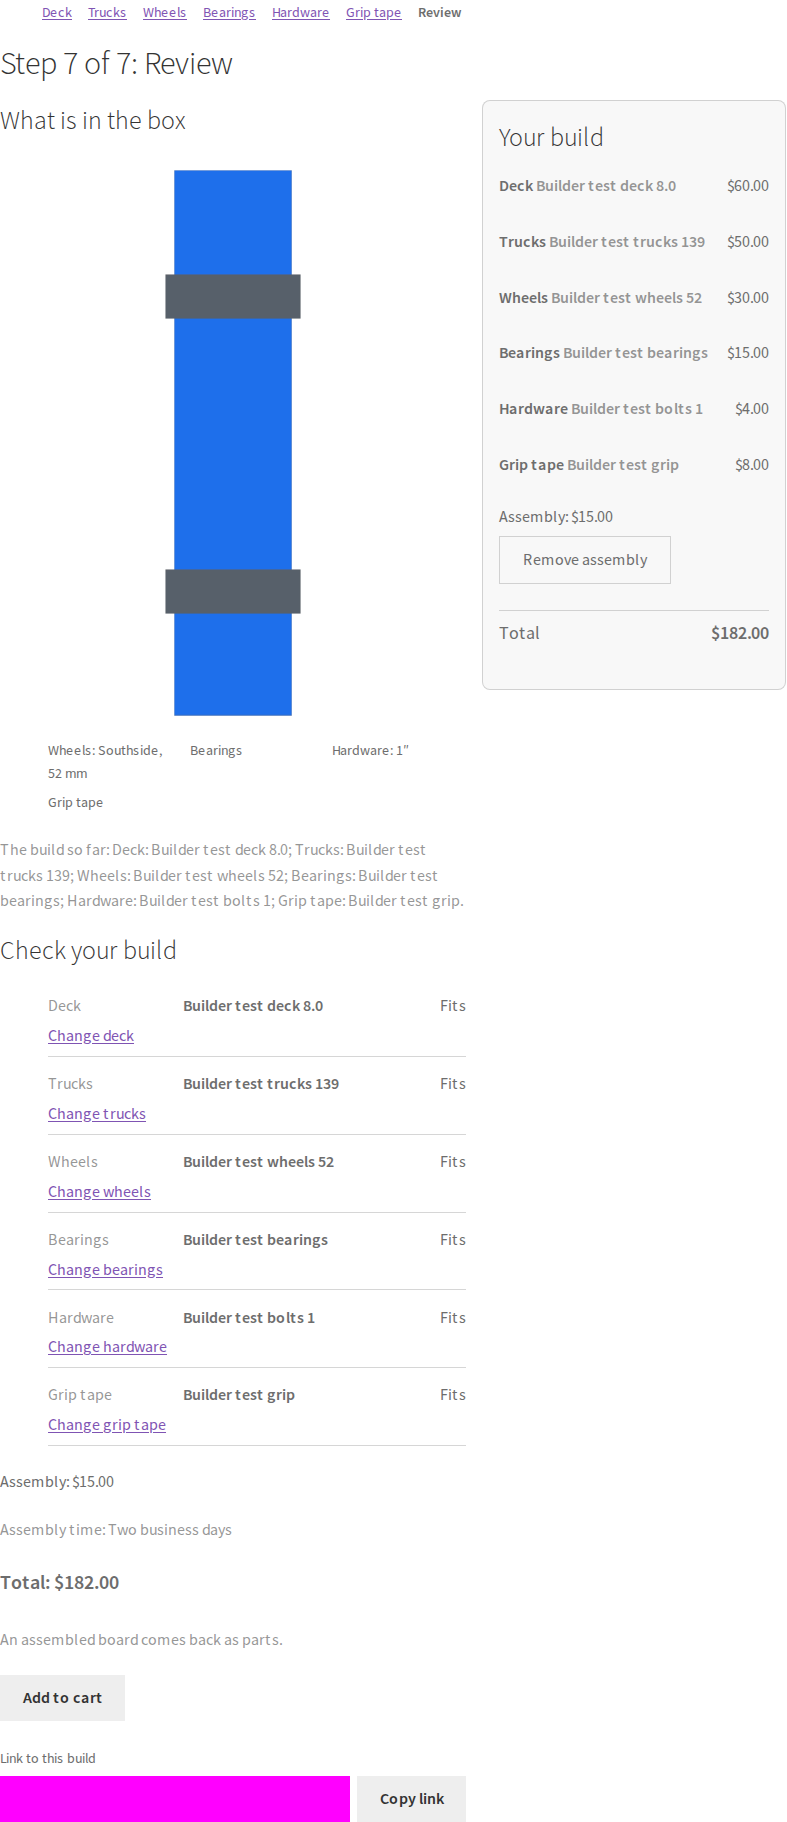 Deck Trucks Wheels Bearings Hardware Grip tape Review
Step 7 of 7: Review
What is in the box
Wheels: Southside, 52 mm
Bearings
Hardware: 1"
Grip tape
The build so far: Deck: Builder test deck 8.0; Trucks: Builder test
trucks 139; Wheels: Builder test wheels 52; Bearings: Builder test
bearings; Hardware: Builder test bolts 1; Grip tape: Builder test grip.
Check your build
Deck Builder test deck 8.0 Fits
Change deck
Trucks Builder test trucks 139 Fits
Change trucks
Wheels Builder test wheels 52 Fits
Change wheels
Bearings Builder test bearings Fits
Change bearings
Hardware Builder test bolts 1 Fits
Change hardware
Grip tape Builder test grip Fits
Change grip tape
Assembly: $15.00
Assembly time: Two business days
Total: $182.00
An assembled board comes back as parts.
Add to cart
Link to this build
Copy link
Your build
Deck Builder test deck 8.0 $60.00
Trucks Builder test trucks 139 $50.00
Wheels Builder test wheels 52 $30.00
Bearings Builder test bearings $15.00
Hardware Builder test bolts 1 $4.00
Grip tape Builder test grip $8.00
Assembly: $15.00
Remove assembly
Total $182.00